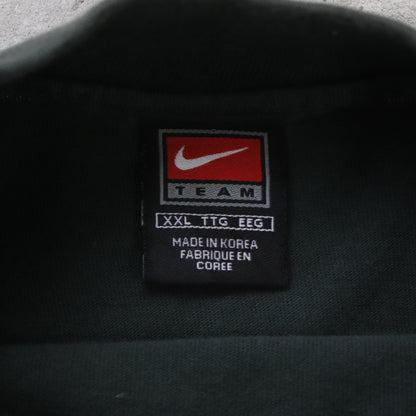 TEAM
XXL TTG EEG
MADE IN KOREA
FABRIQUE EN
COREE